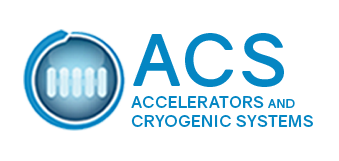 ACS
ACCELERATORS AND
CRYOGENIC SYSTEMS